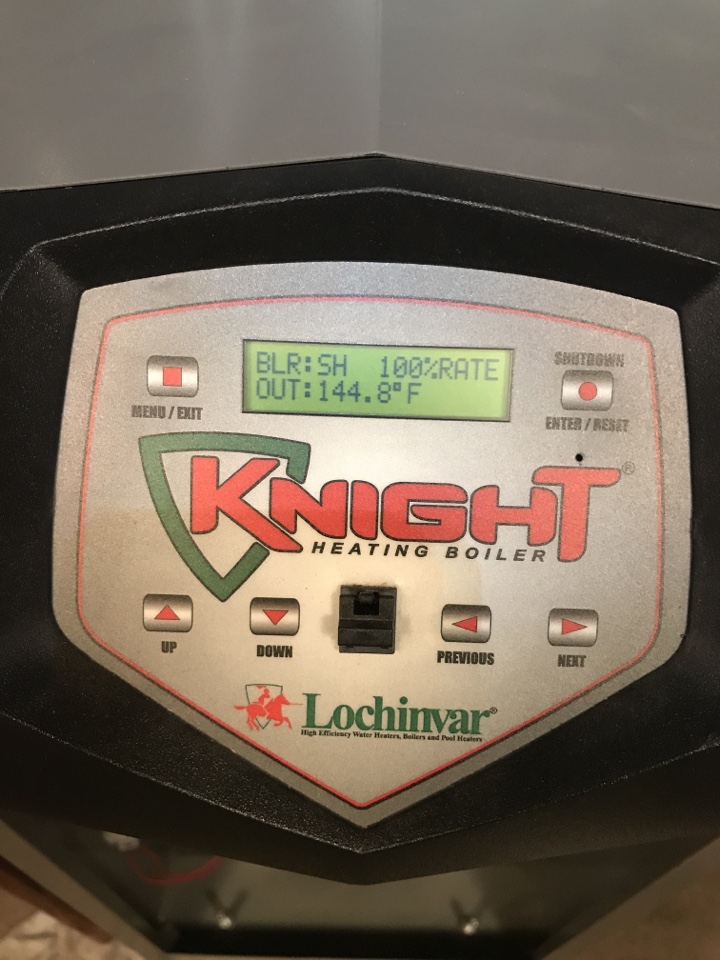 BLR:SH 100%RATE
OUT:144.8°F
MENU / EXIT
SHUTDOWN
ENTER / RESET
KNIGHT®
HEATING BOILER
UP
DOWN
PREVIOUS
NEXT
Lochinvar®
High Efficiency Water Heaters, Boilers and Pool Heaters